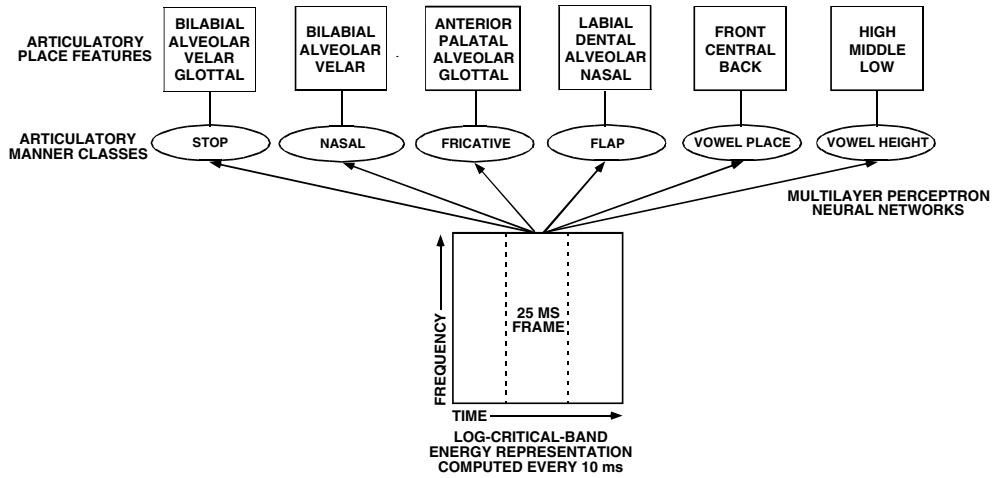 ARTICULATORY
PLACE FEATURES
BILABIAL
ALVEOLAR
VELAR
GLOTTAL
BILABIAL
ALVEOLAR
VELAR
ANTERIOR
PALATAL
ALVEOLAR
GLOTTAL
LABIAL
DENTAL
ALVEOLAR
NASAL
FRONT
CENTRAL
BACK
HIGH
MIDDLE
LOW
ARTICULATORY
MANNER CLASSES
STOP
NASAL
FRICATIVE
FLAP
VOWEL PLACE
VOWEL HEIGHT
MULTILAYER PERCEPTRON
NEURAL NETWORKS
FREQUENCY
25 MS
FRAME
TIME
LOG-CRITICAL-BAND
ENERGY REPRESENTATION
COMPUTED EVERY 10 ms